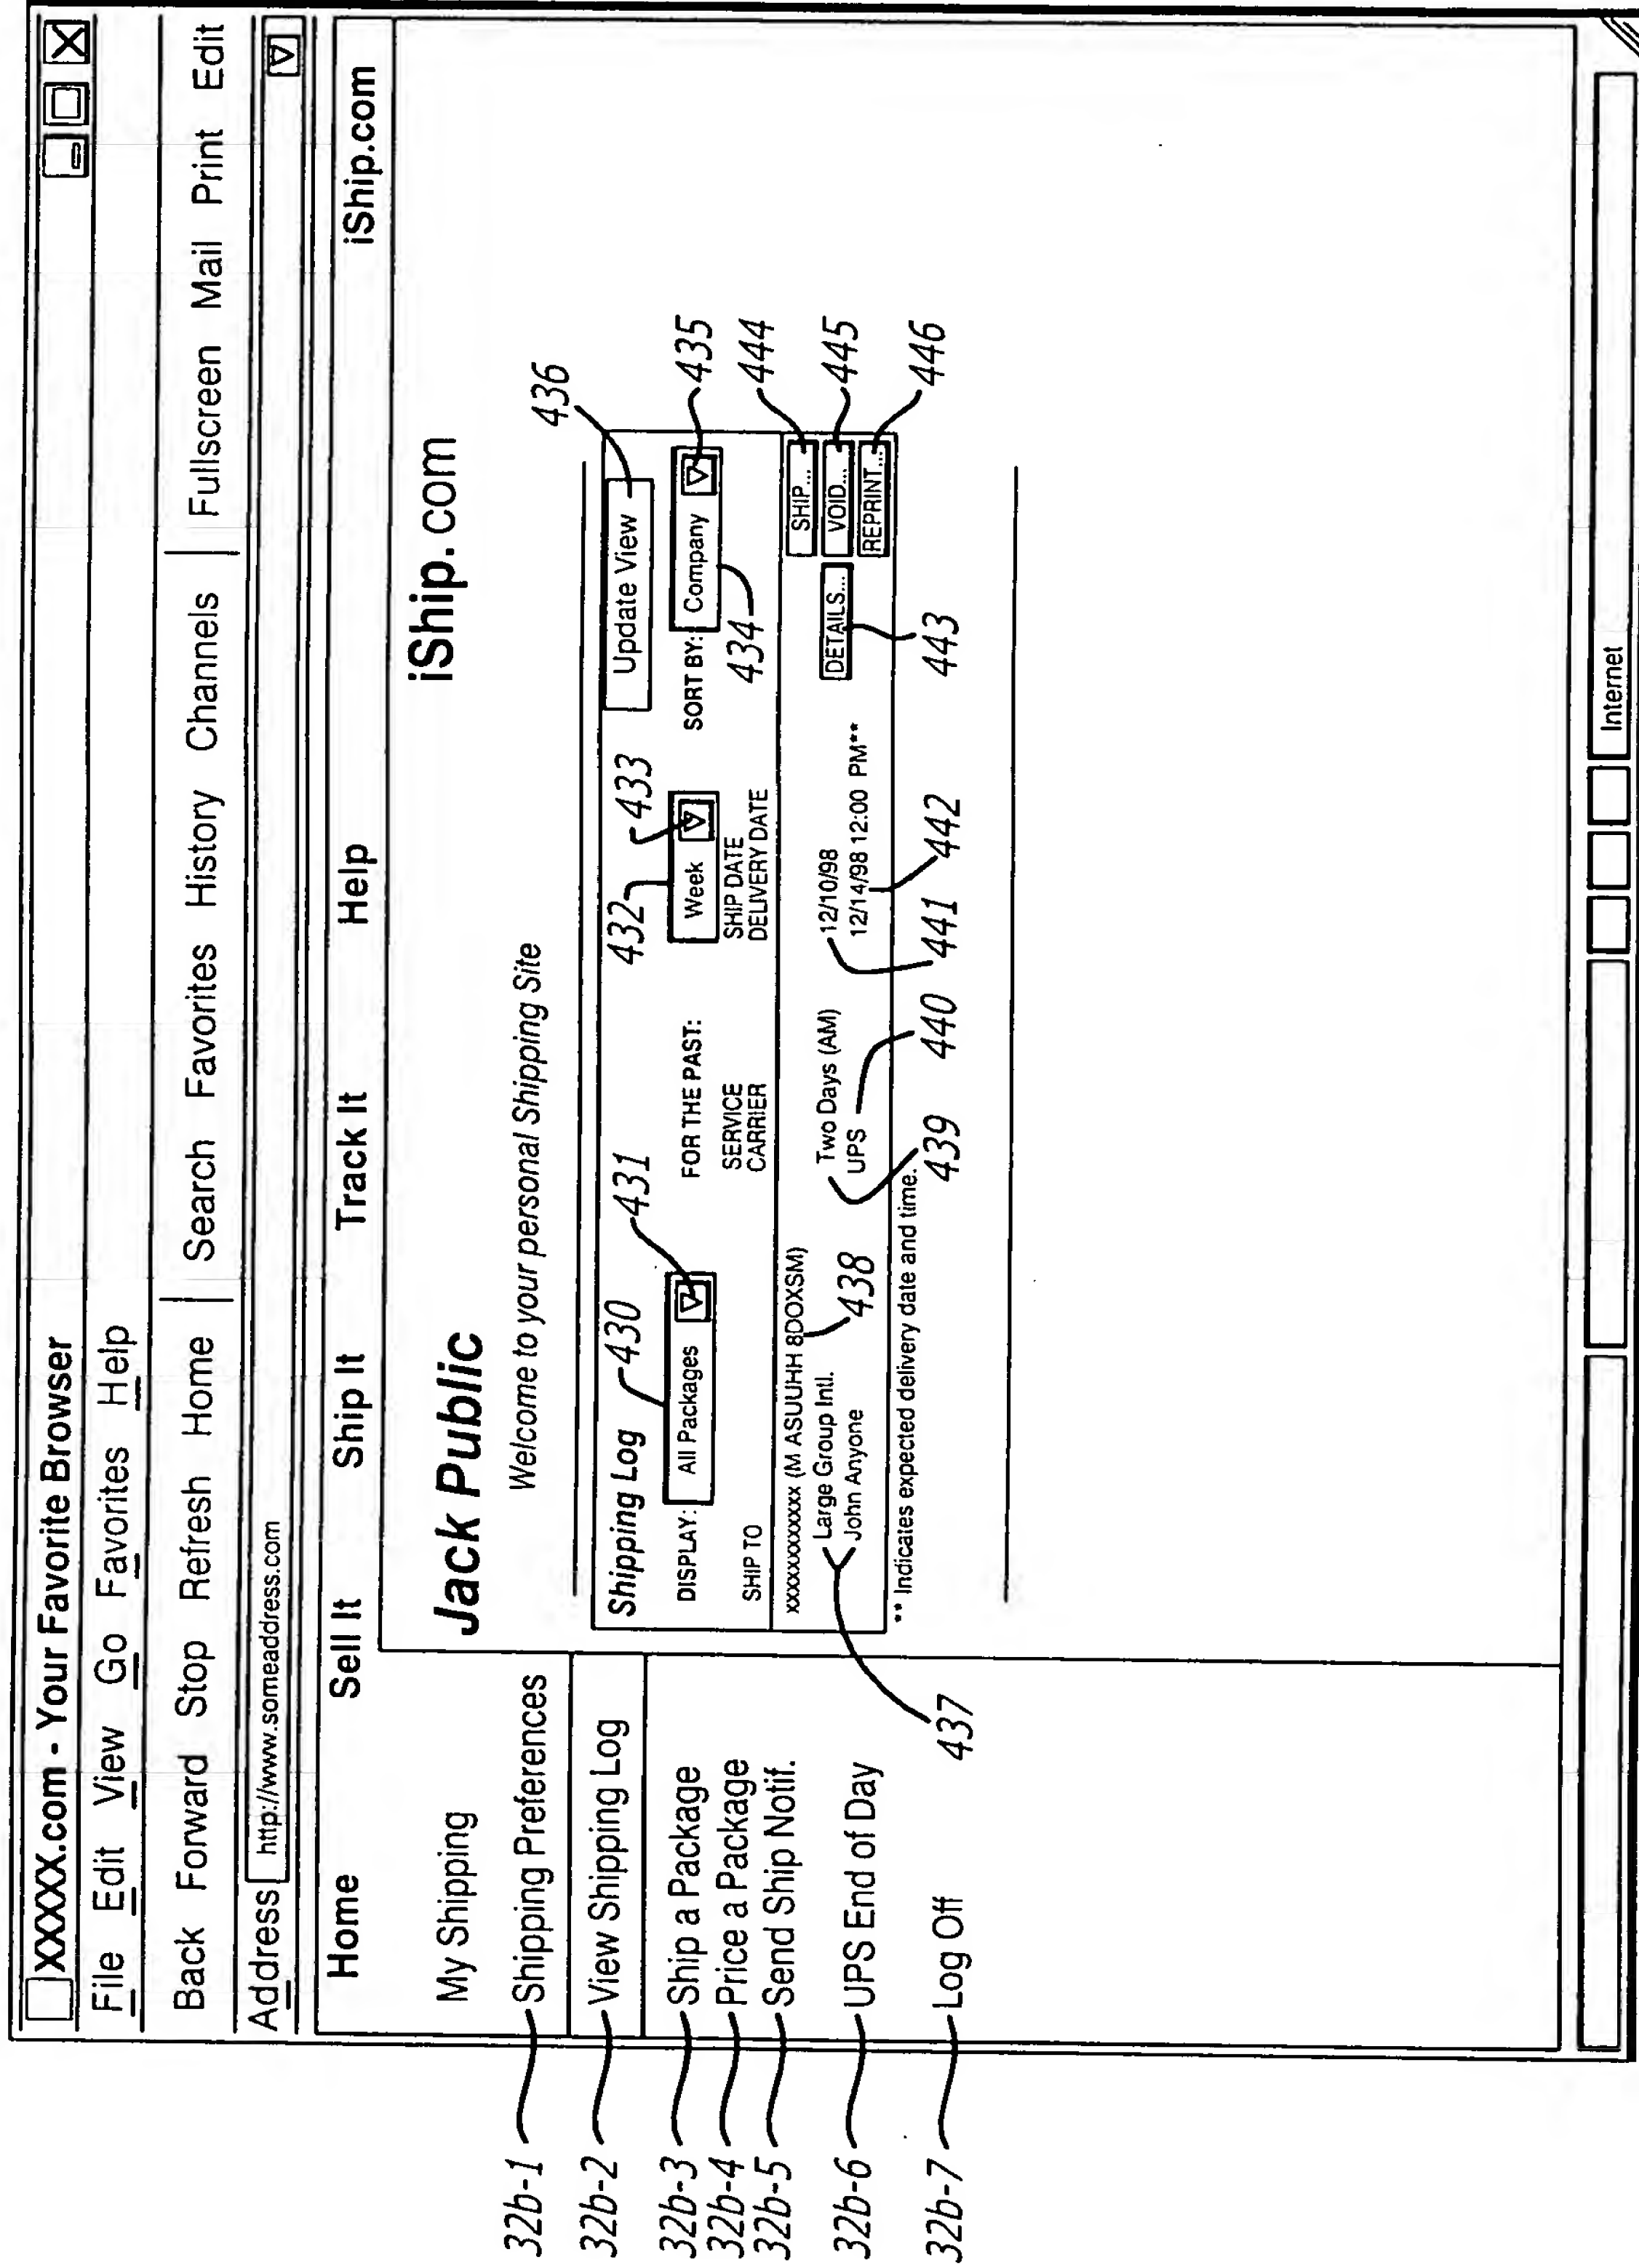 XXXXX.com - Your Favorite Browser
File Edit View Go Favorites Help
Back Forward Stop Refresh Home Search Favorites History Channels Fullscreen Mail Print Edit
Address http://www.someaddress.com
Home Sell It Ship It Track It Help iShip.com
My Shipping
32b-1 Shipping Preferences
32b-2 View Shipping Log
32b-3 Ship a Package
32b-4 Price a Package
32b-5 Send Ship Notif.
32b-6 UPS End of Day
32b-7 Log Off
Jack Public iShip.com
Welcome to your personal Shipping Site
436
Shipping Log 430 431 432 433 Update View
DISPLAY: All Packages FOR THE PAST: Week SORT BY: Company 435
SHIP TO SERVICE SHIP DATE 434 444
CARRIER DELIVERY DATE
xxxxxxxxxxx (M ASUUHH 8DOXSM) SHIP...
Large Group Intl. Two Days (AM) 12/10/98 DETAILS... VOID... 445
John Anyone 438 UPS 12/14/98 12:00 PM** REPRINT... 446
** Indicates expected delivery date and time.
437 439 440 441 442 443
Internet